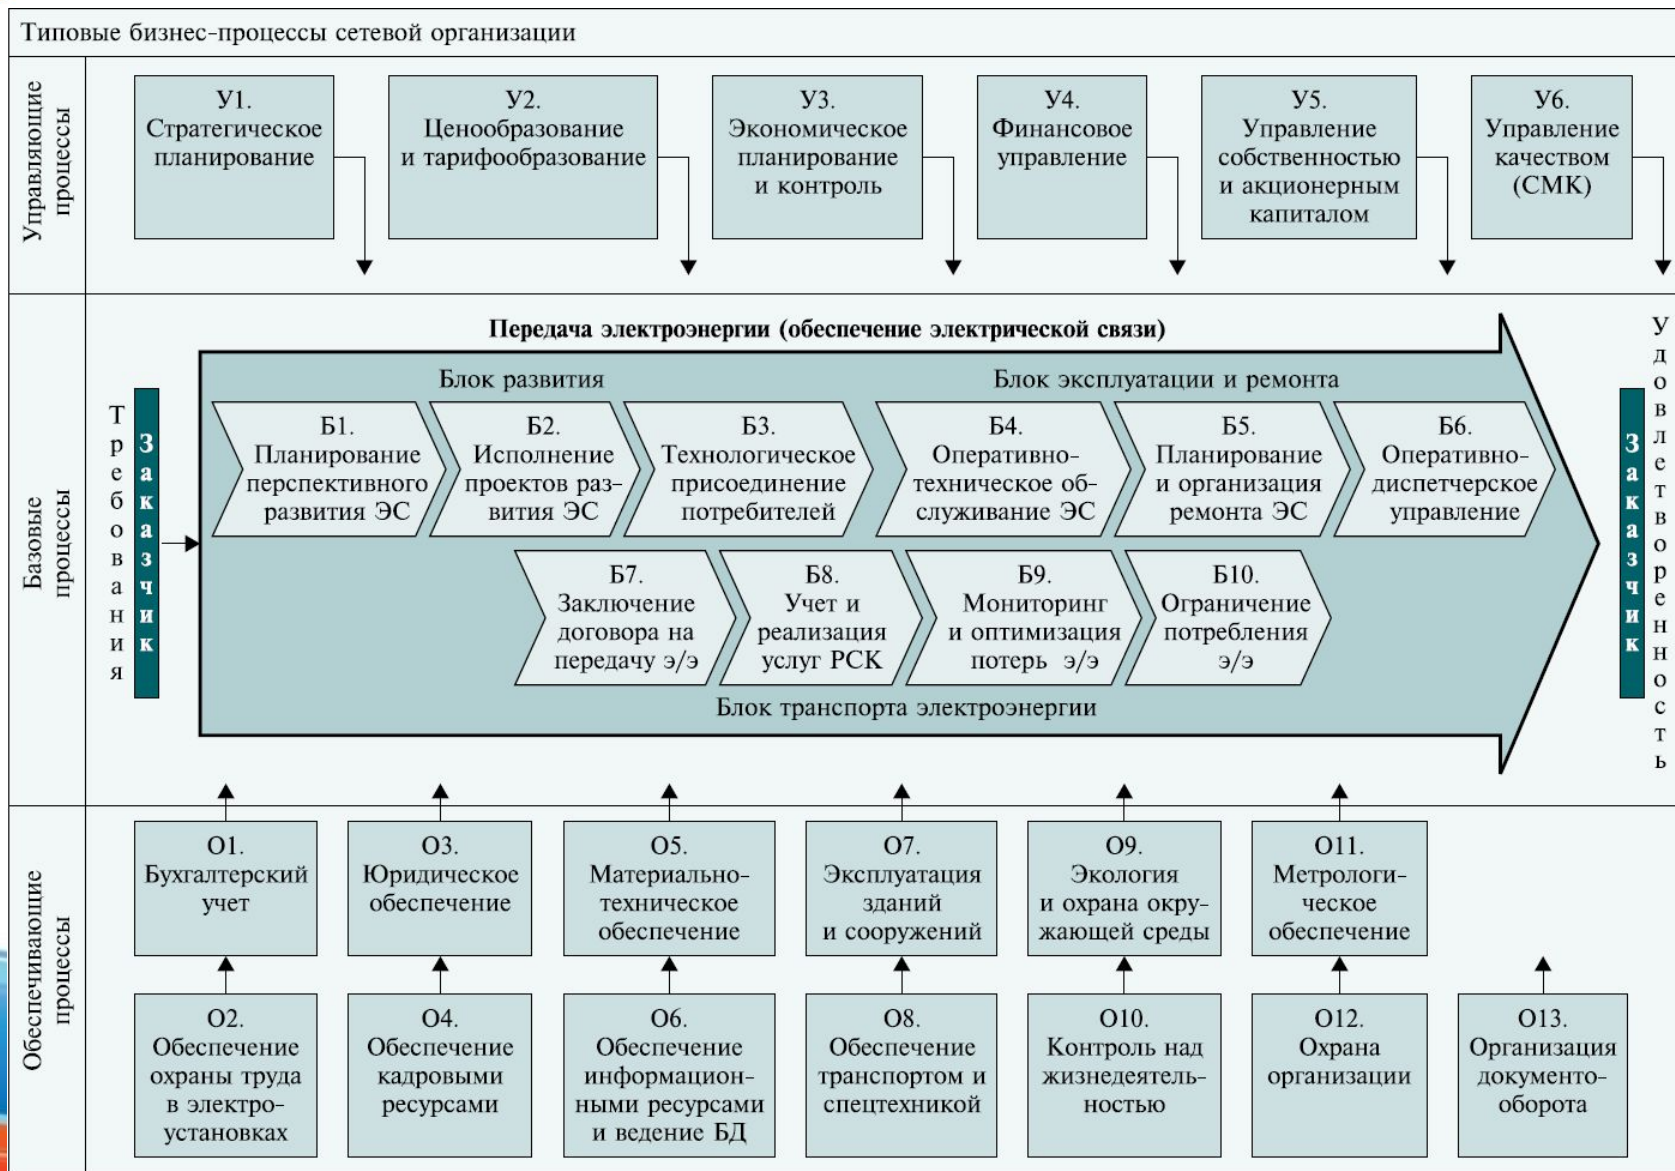 Типовые бизнес-процессы сетевой организации
Управляющие
процессы
У1.
Стратегическое
планирование
У2.
Ценообразование
и тарифообразование
У3.
Экономическое
планирование
и контроль
У4.
Финансовое
управление
У5.
Управление
собственностью
и акционерным
капиталом
У6.
Управление
качеством
(СМК)
Базовые
процессы
Требования
Заказчик
Передача электроэнергии (обеспечение электрической связи)
Блок развития
Блок эксплуатации и ремонта
Б1.
Планирование
перспективного
развития ЭС
Б2.
Исполнение
проектов раз-
вития ЭС
Б3.
Технологическое
присоединение
потребителей
Б4.
Оперативно-
техническое об-
служивание ЭС
Б5.
Планирование
и организация
ремонта ЭС
Б6.
Оперативно-
диспетчерское
управление
Б7.
Заключение
договора на
передачу э/э
Б8.
Учет и
реализация
услуг РСК
Б9.
Мониторинг
и оптимизация
потерь э/э
Б10.
Ограничение
потребления
э/э
Блок транспорта электроэнергии
Заказчик
Удовлетворенность
Обеспечивающие
процессы
О1.
Бухгалтерский
учет
О3.
Юридическое
обеспечение
О5.
Материально-
техническое
обеспечение
О7.
Эксплуатация
зданий
и сооружений
О9.
Экология
и охрана окру-
жающей среды
О11.
Метрологи-
ческое
обеспечение
О2.
Обеспечение
охраны труда
в электро-
установках
О4.
Обеспечение
кадровыми
ресурсами
О6.
Обеспечение
информацион-
ными ресурсами
и ведение БД
О8.
Обеспечение
транспортом и
спецтехникой
О10.
Контроль над
жизнедеятель-
ностью
О12.
Охрана
организации
О13.
Организация
документо-
оборота